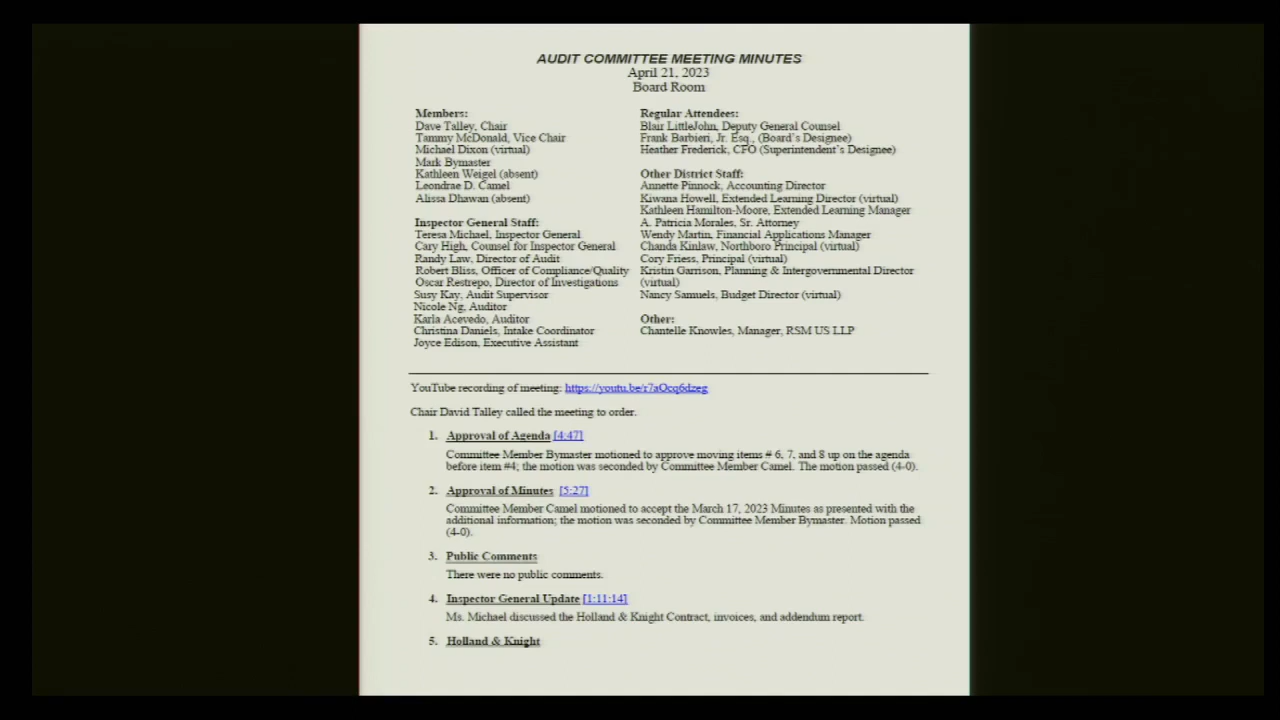 AUDIT COMMITTEE MEETING MINUTES
April 21, 2023
Board Room
Members:
Dave Talley, Chair
Tammy McDonald, Vice Chair
Michael Dixon (virtual)
Mark Bymaster
Kathleen Weigel (absent)
Leondrae D. Camel
Alissa Dhawan (absent)
Inspector General Staff:
Teresa Michael, Inspector General
Cary High, Counsel for Inspector General
Randy Law, Director of Audit
Robert Bliss, Officer of Compliance/Quality
Oscar Restrepo, Director of Investigations
Susy Kay, Audit Supervisor
Nicole Ng, Auditor
Karla Acevedo, Auditor
Christina Daniels, Intake Coordinator
Joyce Edison, Executive Assistant
Regular Attendees:
Blair LittleJohn, Deputy General Counsel
Frank Barbieri, Jr. Esq., (Board's Designee)
Heather Frederick, CFO (Superintendent's Designee)
Other District Staff:
Annette Pinnock, Accounting Director
Kiwana Howell, Extended Learning Director (virtual)
Kathleen Hamilton-Moore, Extended Learning Manager
A. Patricia Morales, Sr. Attorney
Wendy Martin, Financial Applications Manager
Chanda Kinlaw, Northboro Principal (virtual)
Cory Friess, Principal (virtual)
Kristin Garrison, Planning & Intergovernmental Director
(virtual)
Nancy Samuels, Budget Director (virtual)
Other:
Chantelle Knowles, Manager, RSM US LLP
YouTube recording of meeting: https://youtu.be/r7aOcq6dzeg
Chair David Talley called the meeting to order.
1. Approval of Agenda [4:47]
Committee Member Bymaster motioned to approve moving items # 6, 7, and 8 up on the agenda
before item #4; the motion was seconded by Committee Member Camel. The motion passed (4-0).
2. Approval of Minutes [5:27]
Committee Member Camel motioned to accept the March 17, 2023 Minutes as presented with the
additional information; the motion was seconded by Committee Member Bymaster. Motion passed
(4-0).
3. Public Comments
There were no public comments.
4. Inspector General Update [1:11:14]
Ms. Michael discussed the Holland & Knight Contract, invoices, and addendum report.
5. Holland & Knight